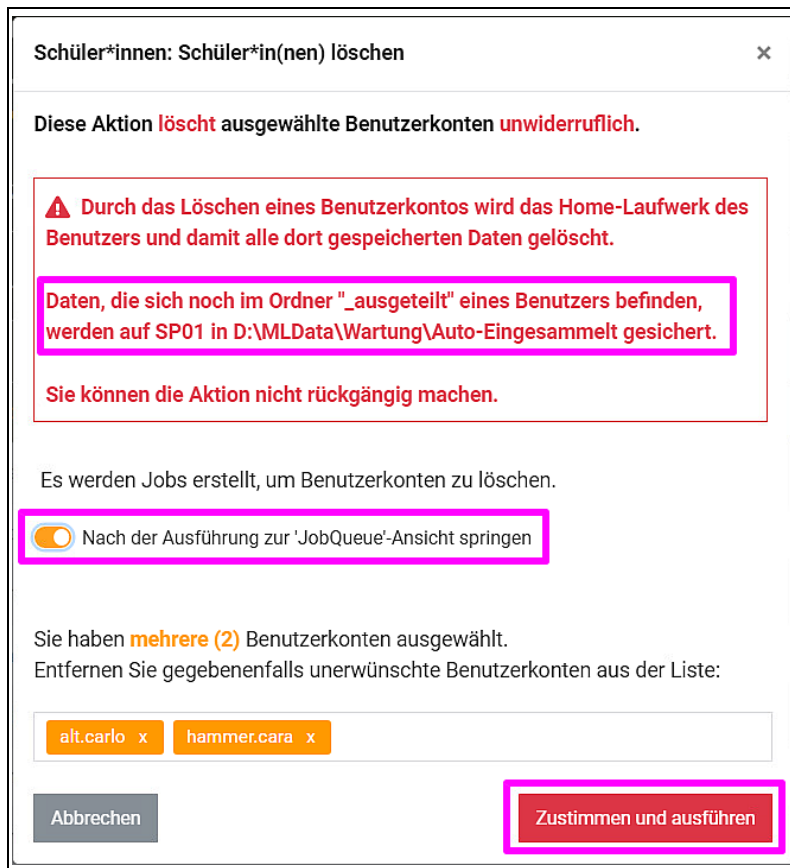 Schüler*innen: Schüler*in(nen) löschen ×
Diese Aktion löscht ausgewählte Benutzerkonten unwiderruflich.
Durch das Löschen eines Benutzerkontos wird das Home-Laufwerk des
Benutzers und damit alle dort gespeicherten Daten gelöscht.
Daten, die sich noch im Ordner "_ausgeteilt" eines Benutzers befinden,
werden auf SP01 in D:\MLData\Wartung\Auto-Eingesammelt gesichert.
Sie können die Aktion nicht rückgängig machen.
Es werden Jobs erstellt, um Benutzerkonten zu löschen.
Nach der Ausführung zur 'JobQueue'-Ansicht springen
Sie haben mehrere (2) Benutzerkonten ausgewählt.
Entfernen Sie gegebenenfalls unerwünschte Benutzerkonten aus der Liste:
alt.carlo x hammer.cara x
Abbrechen Zustimmen und ausführen